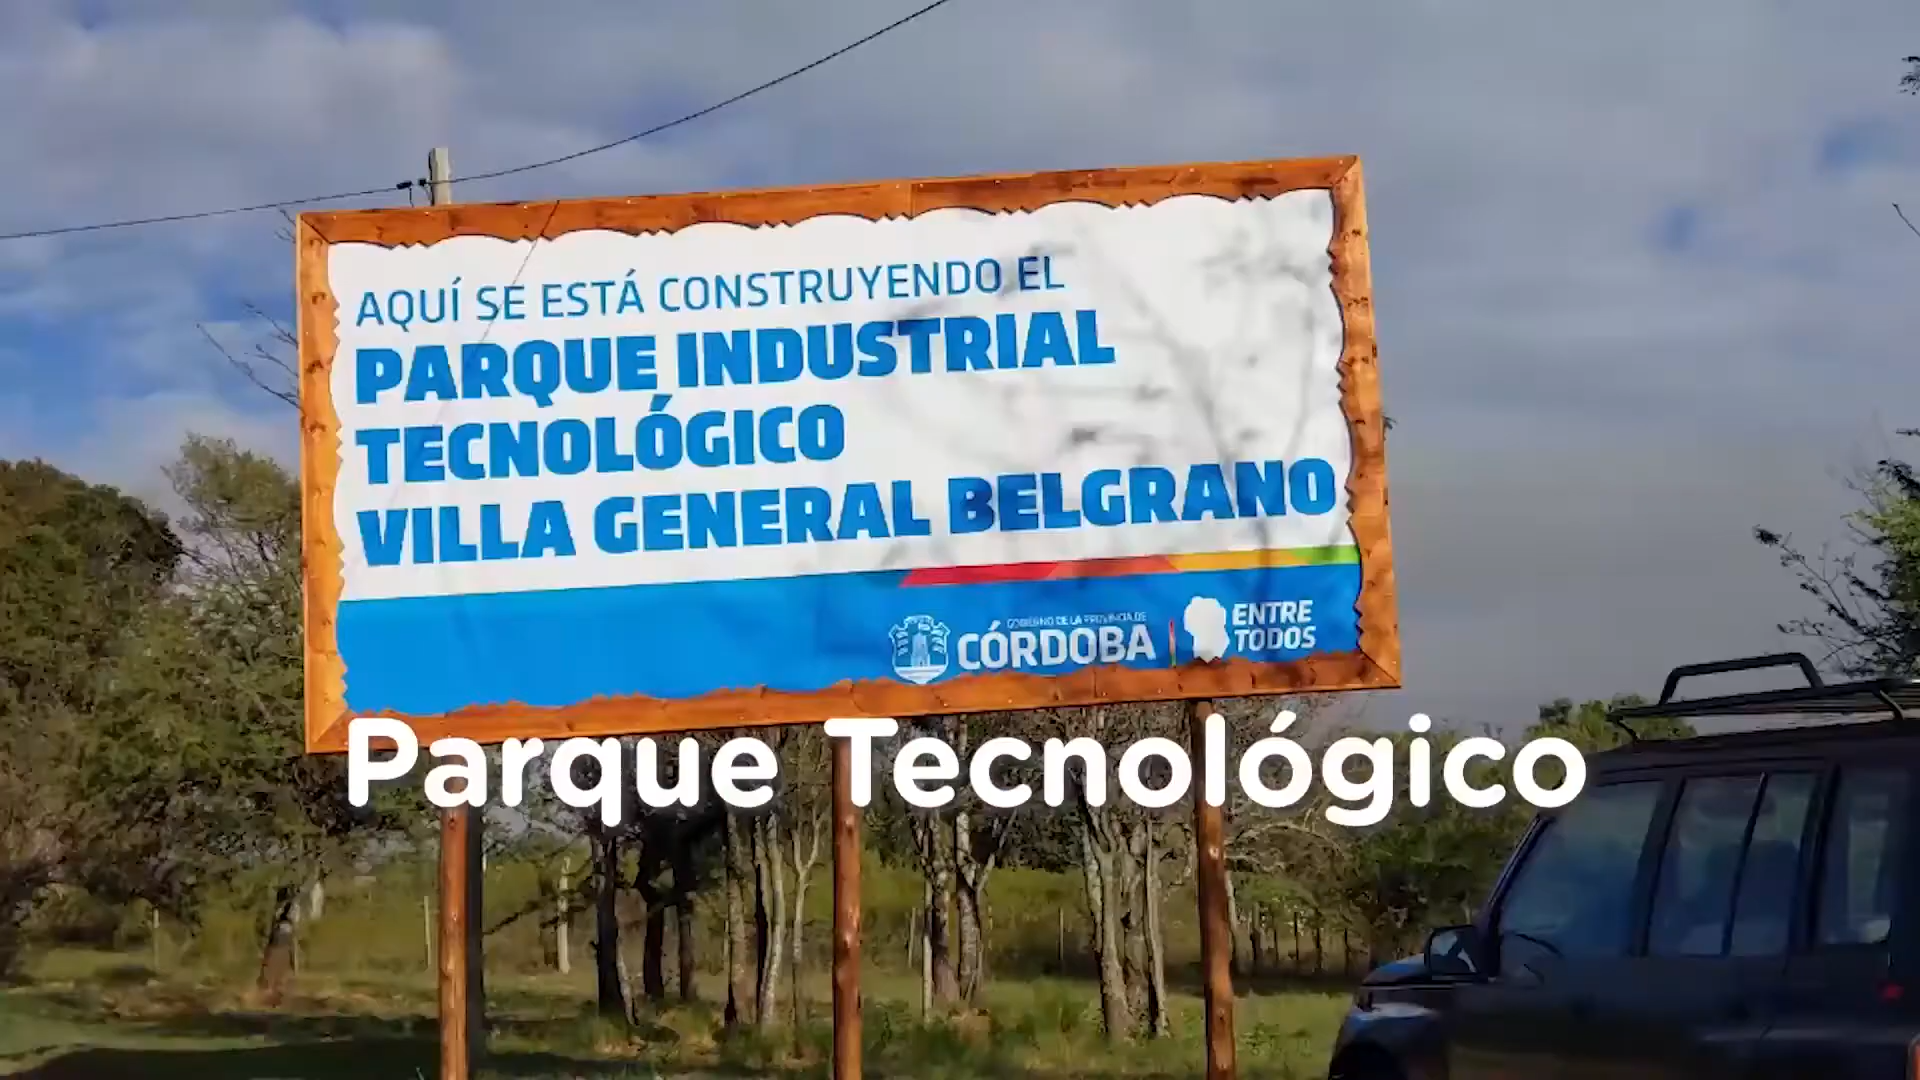 AQUÍ SE ESTÁ CONSTRUYENDO EL
PARQUE INDUSTRIAL
TECNOLÓGICO
VILLA GENERAL BELGRANO
GOBIERNO DE LA PROVINCIA DE
CÓRDOBA
ENTRE
TODOS
Parque Tecnológico